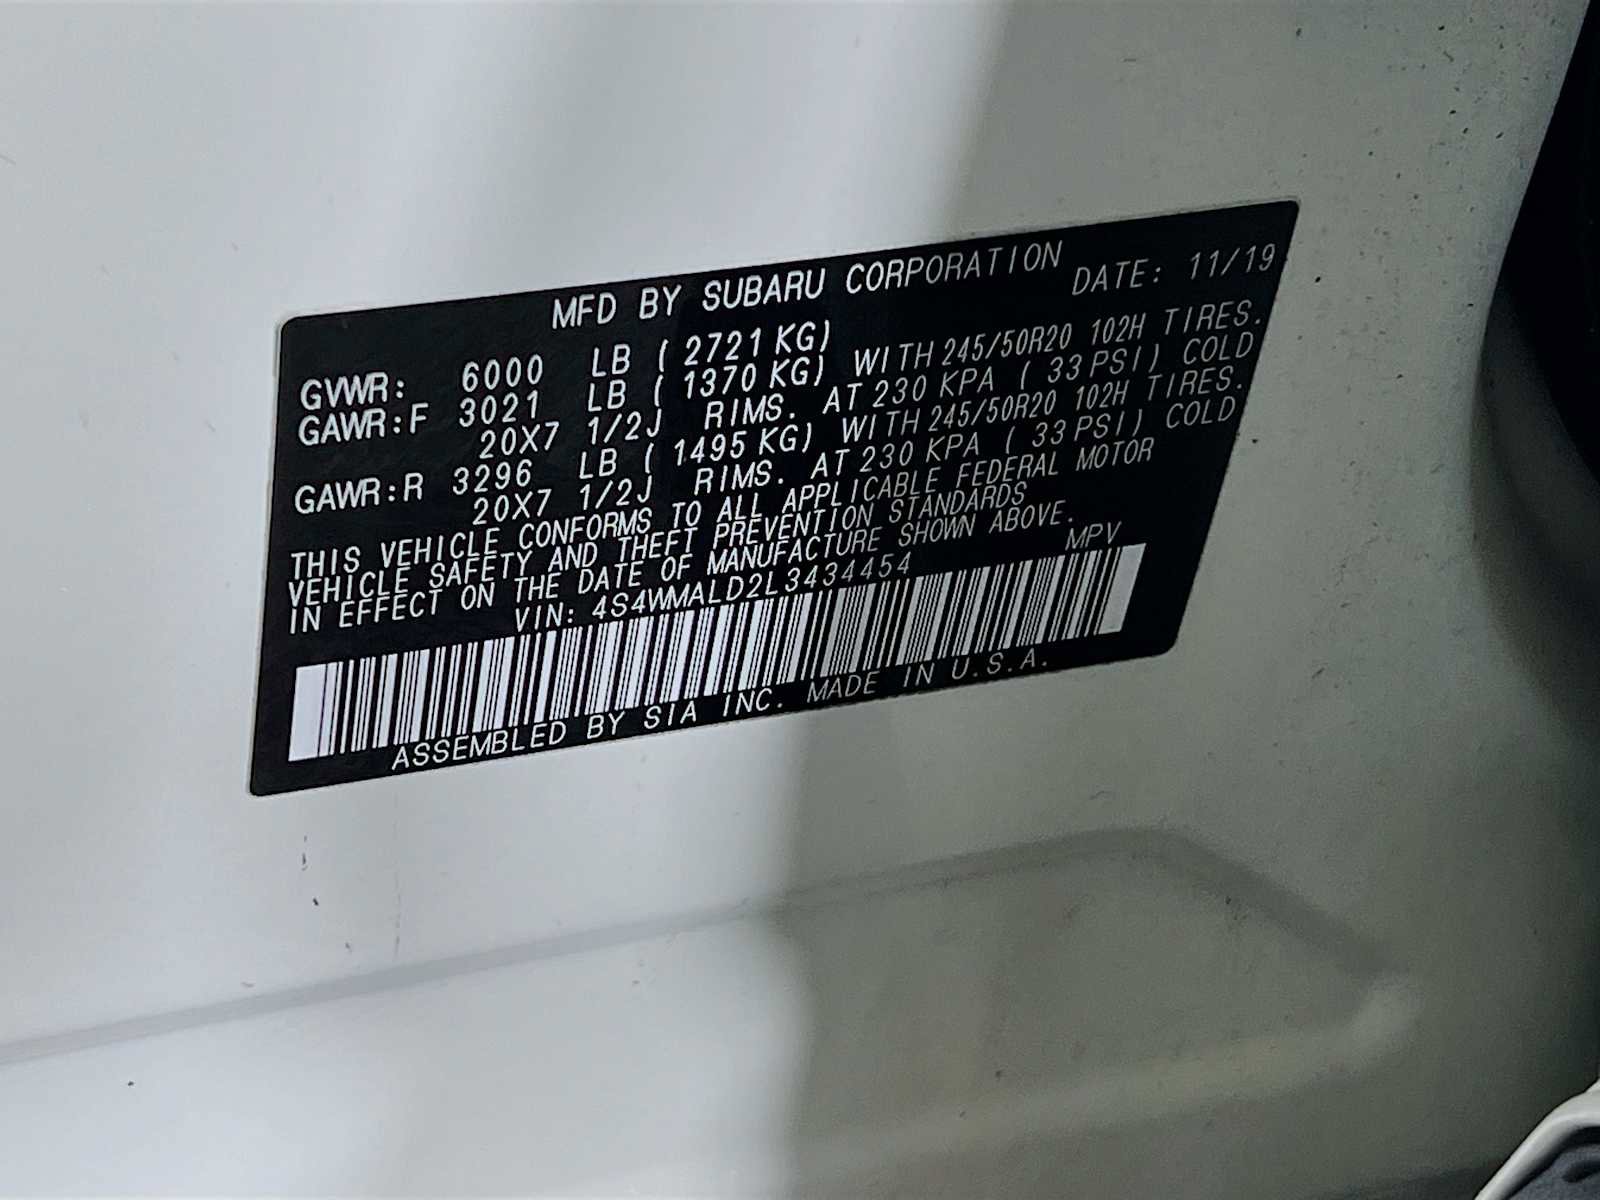 MFD BY SUBARU CORPORATION DATE: 11/19
GVWR: 6000 LB ( 2721 KG)
GAWR:F 3021 LB ( 1370 KG) WITH 245/50R20 102H TIRES.
20X7 1/2J RIMS. AT 230 KPA ( 33 PSI) COLD
GAWR:R 3296 LB ( 1495 KG) WITH 245/50R20 102H TIRES.
20X7 1/2J RIMS. AT 230 KPA ( 33 PSI) COLD
THIS VEHICLE CONFORMS TO ALL APPLICABLE FEDERAL MOTOR
VEHICLE SAFETY AND THEFT PREVENTION STANDARDS
IN EFFECT ON THE DATE OF MANUFACTURE SHOWN ABOVE.
VIN: 4S4WMALD2L3434454 MPV
ASSEMBLED BY SIA INC. MADE IN U.S.A.